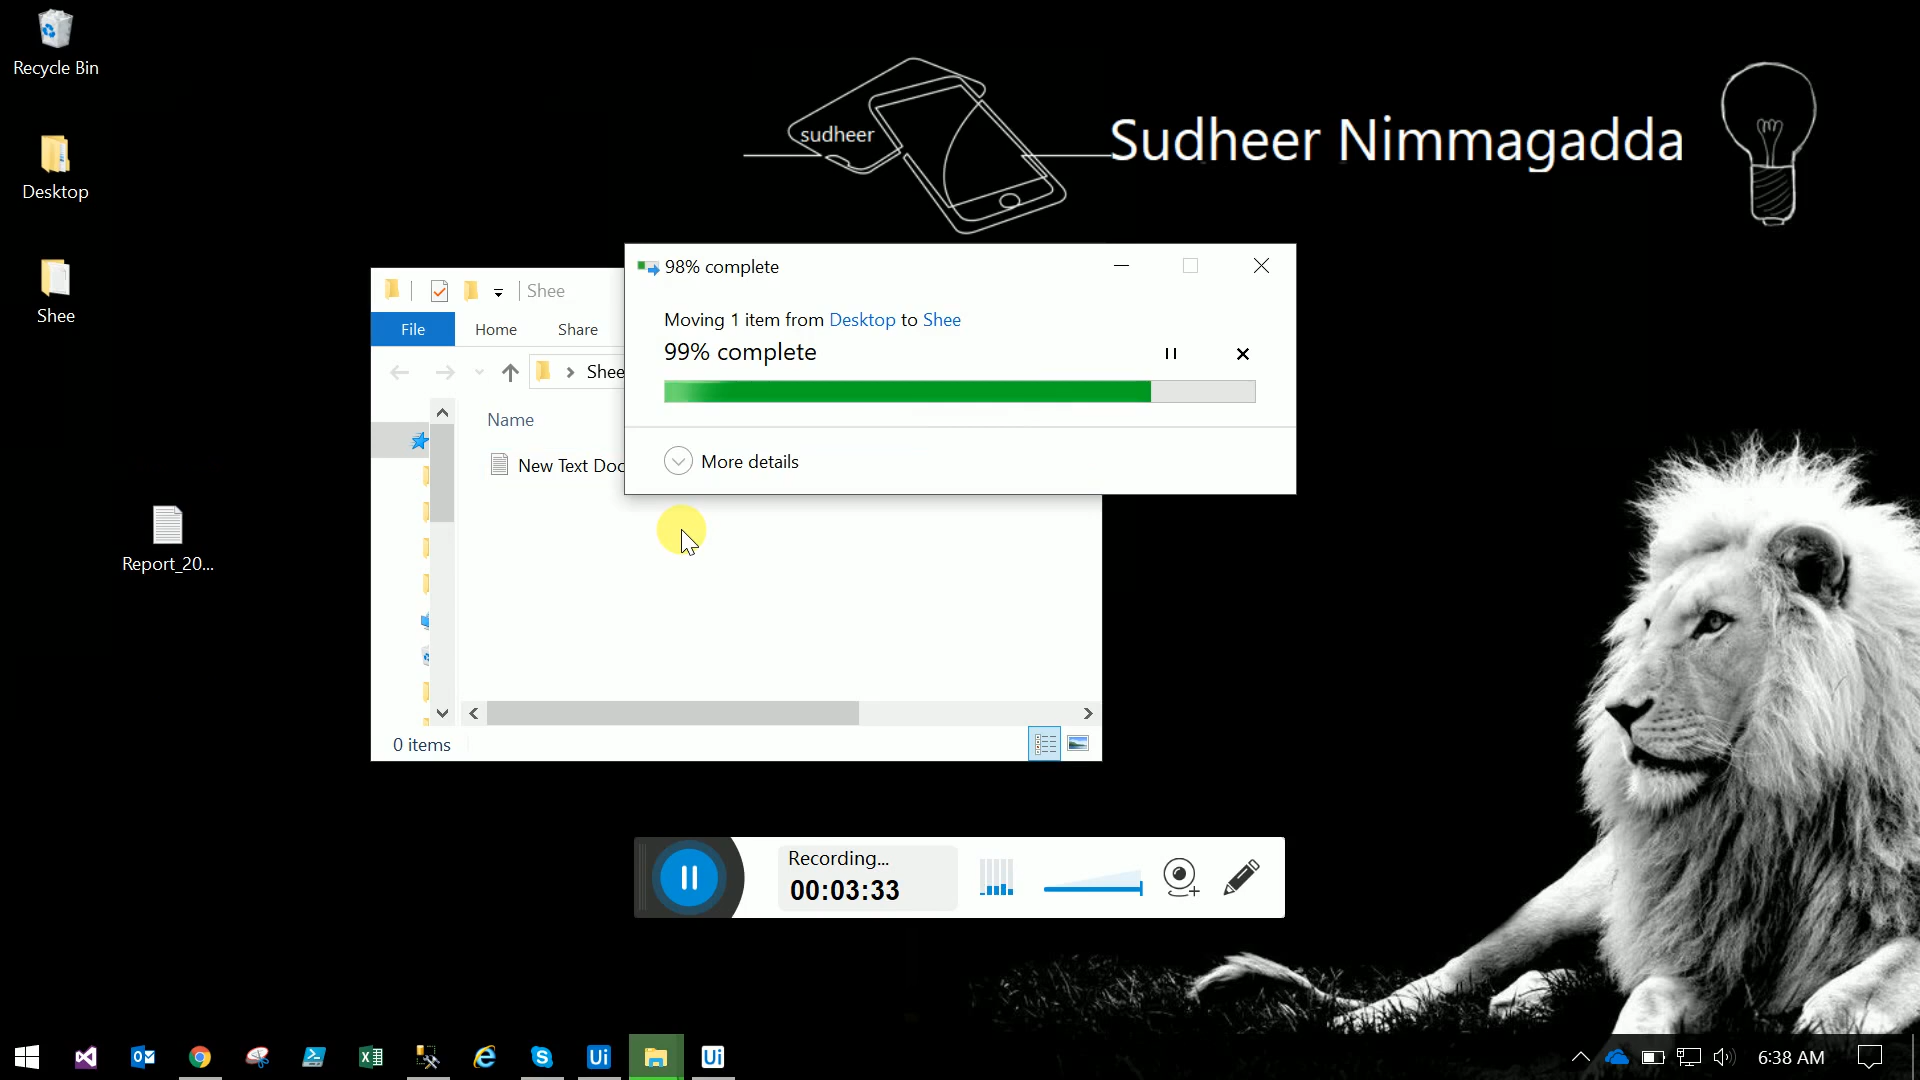 Recycle Bin
Desktop
Shee
Report_20...
sudheer
Sudheer Nimmagadda
Shee
File
Home
Share
Shee
Name
New Text Doc
0 items
98% complete
Moving 1 item from Desktop to Shee
99% complete
More details
Recording...
00:03:33
Ui
Ui
6:38 AM